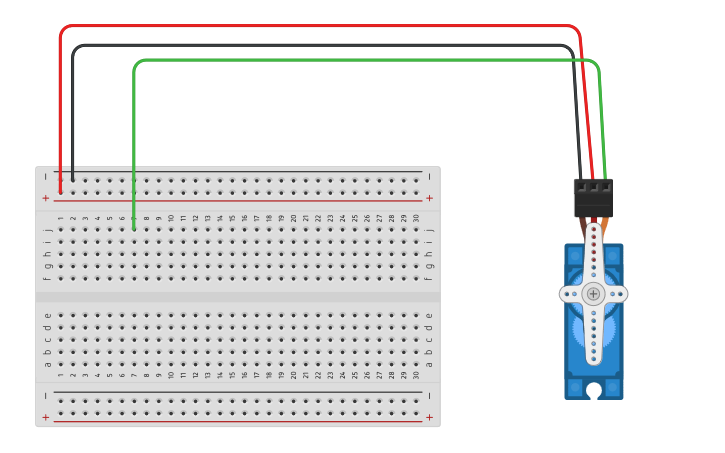 − −
+ +
1 2 3 4 5 6 7 8 9 10 11 12 13 14 15 16 17 18 19 20 21 22 23 24 25 26 27 28 29 30
j j
i i
h h
g g
f f
e e
d d
c c
b b
a a
1 2 3 4 5 6 7 8 9 10 11 12 13 14 15 16 17 18 19 20 21 22 23 24 25 26 27 28 29 30
− −
+ +